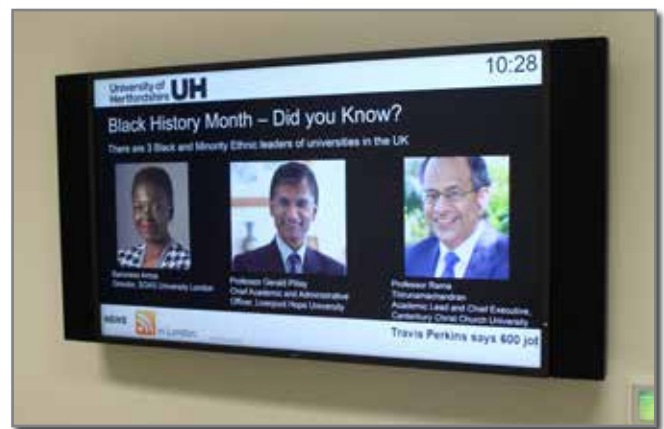 University of
Hertfordshire UH
10:28
Black History Month – Did you Know?
There are 3 Black and Minority Ethnic leaders of universities in the UK
Baroness Amos
Director, SOAS University London
Professor Gerald Pillay
Chief Academic and Administrative
Officer, Liverpool Hope University
Professor Rama
Thirunamachandran
Academic Lead and Chief Executive,
Canterbury Christ Church University
NEWS
in London
Travis Perkins says 600 jo